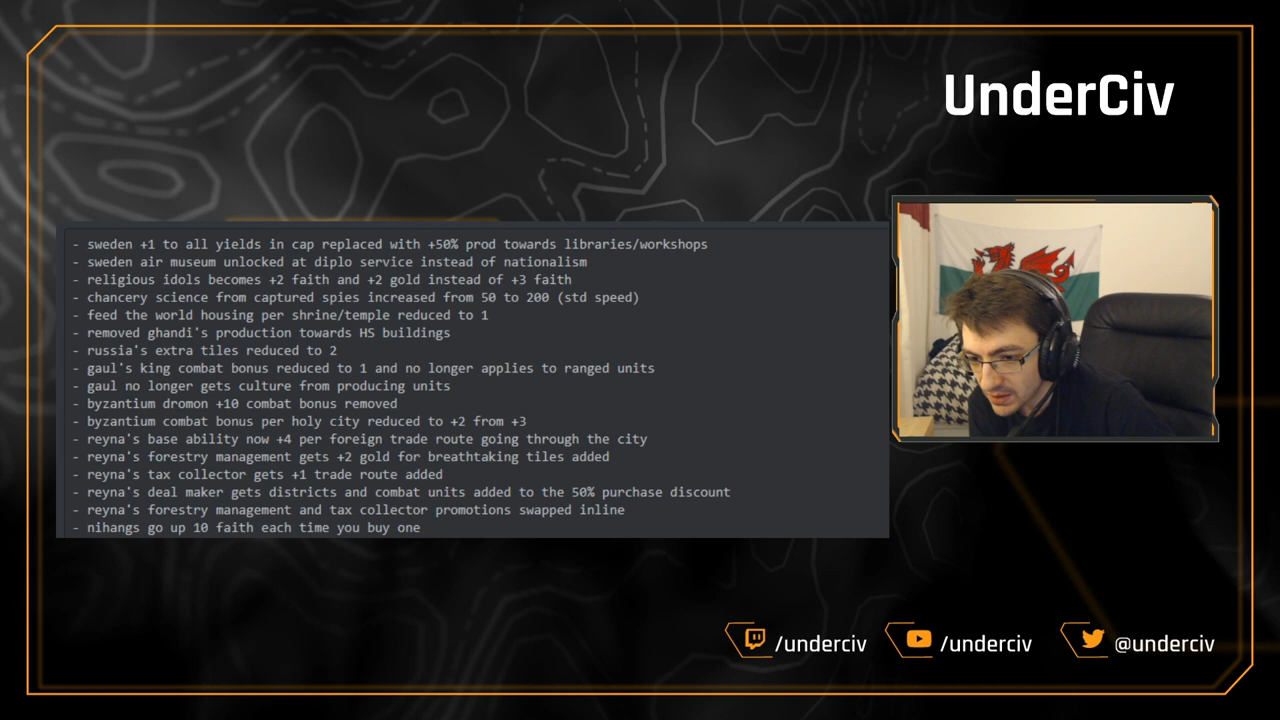 UnderCiv
- sweden +1 to all yields in cap replaced with +50% prod towards libraries/workshops
- sweden air museum unlocked at diplo service instead of nationalism
- religious idols becomes +2 faith and +2 gold instead of +3 faith
- chancery science from captured spies increased from 50 to 200 (std speed)
- feed the world housing per shrine/temple reduced to 1
- removed ghandi's production towards HS buildings
- russia's extra tiles reduced to 2
- gaul's king combat bonus reduced to 1 and no longer applies to ranged units
- gaul no longer gets culture from producing units
- byzantium dromon +10 combat bonus removed
- byzantium combat bonus per holy city reduced to +2 from +3
- reyna's base ability now +4 per foreign trade route going through the city
- reyna's forestry management gets +2 gold for breathtaking tiles added
- reyna's tax collector gets +1 trade route added
- reyna's deal maker gets districts and combat units added to the 50% purchase discount
- reyna's forestry management and tax collector promotions swapped inline
- nihangs go up 10 faith each time you buy one
/underciv /underciv @underciv